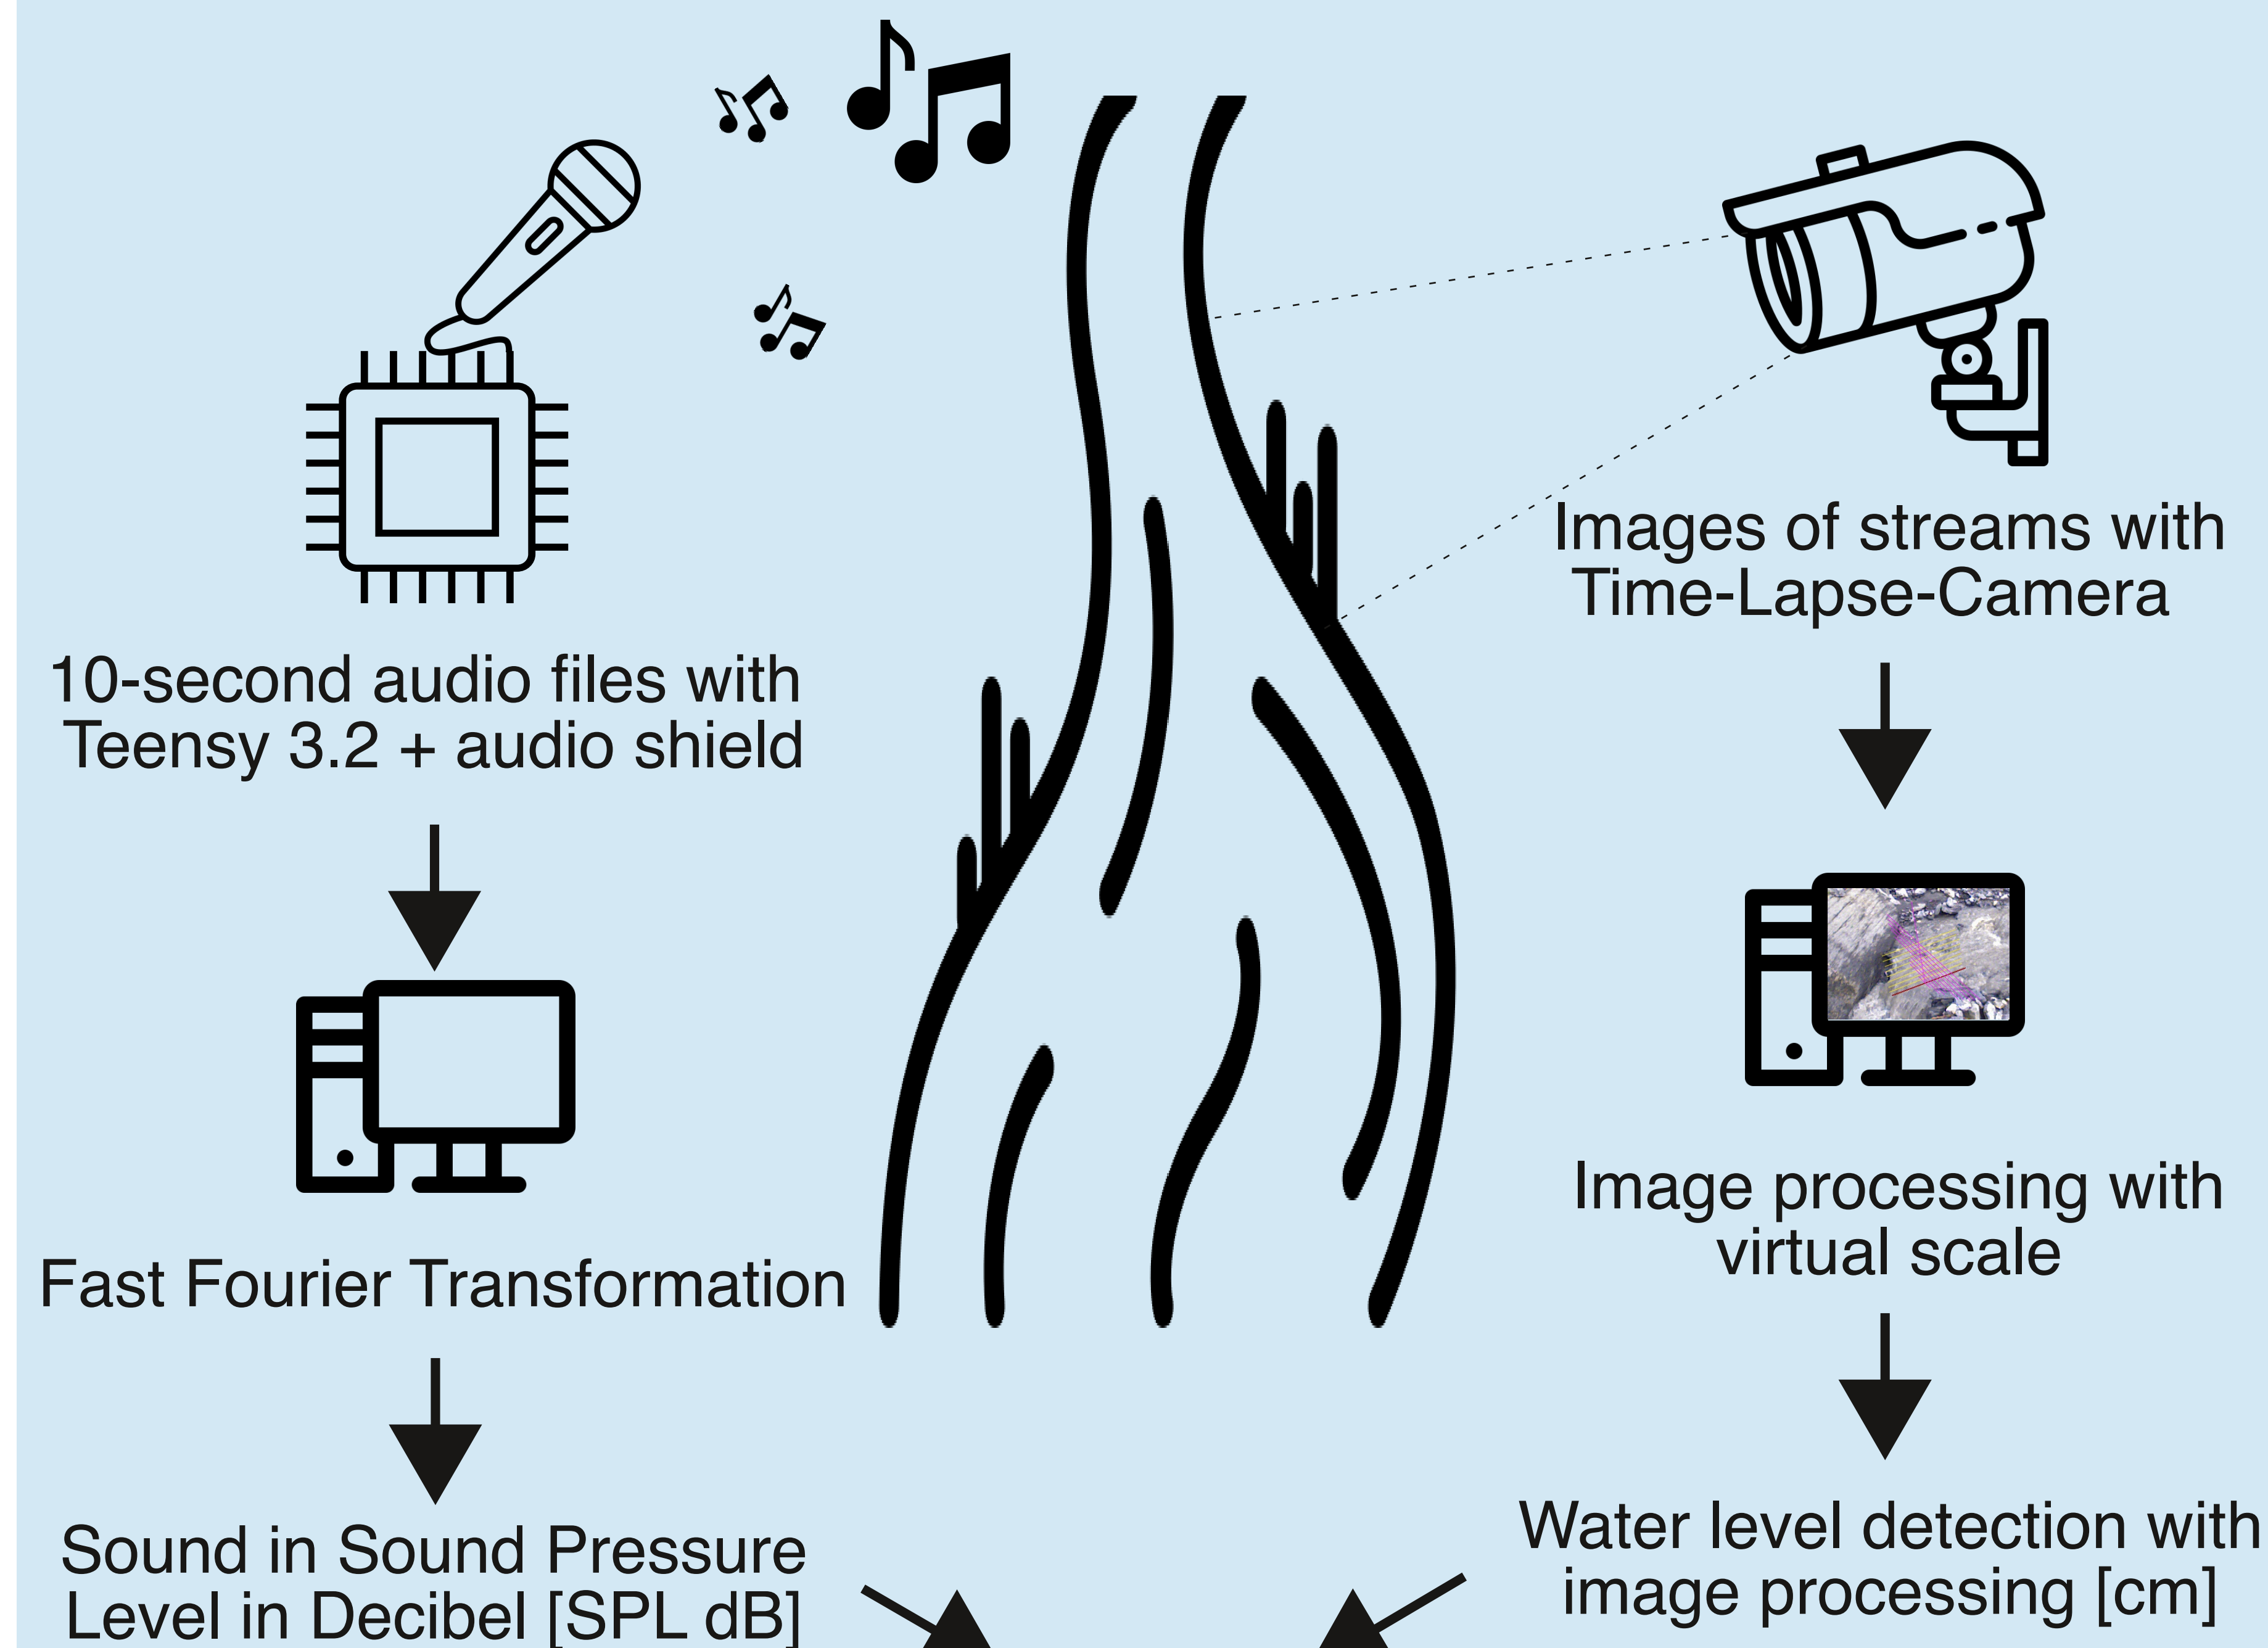 10-second audio files with
Teensy 3.2 + audio shield
Fast Fourier Transformation
Sound in Sound Pressure
Level in Decibel [SPL dB]
Images of streams with
Time-Lapse-Camera
Image processing with
virtual scale
Water level detection with
image processing [cm]